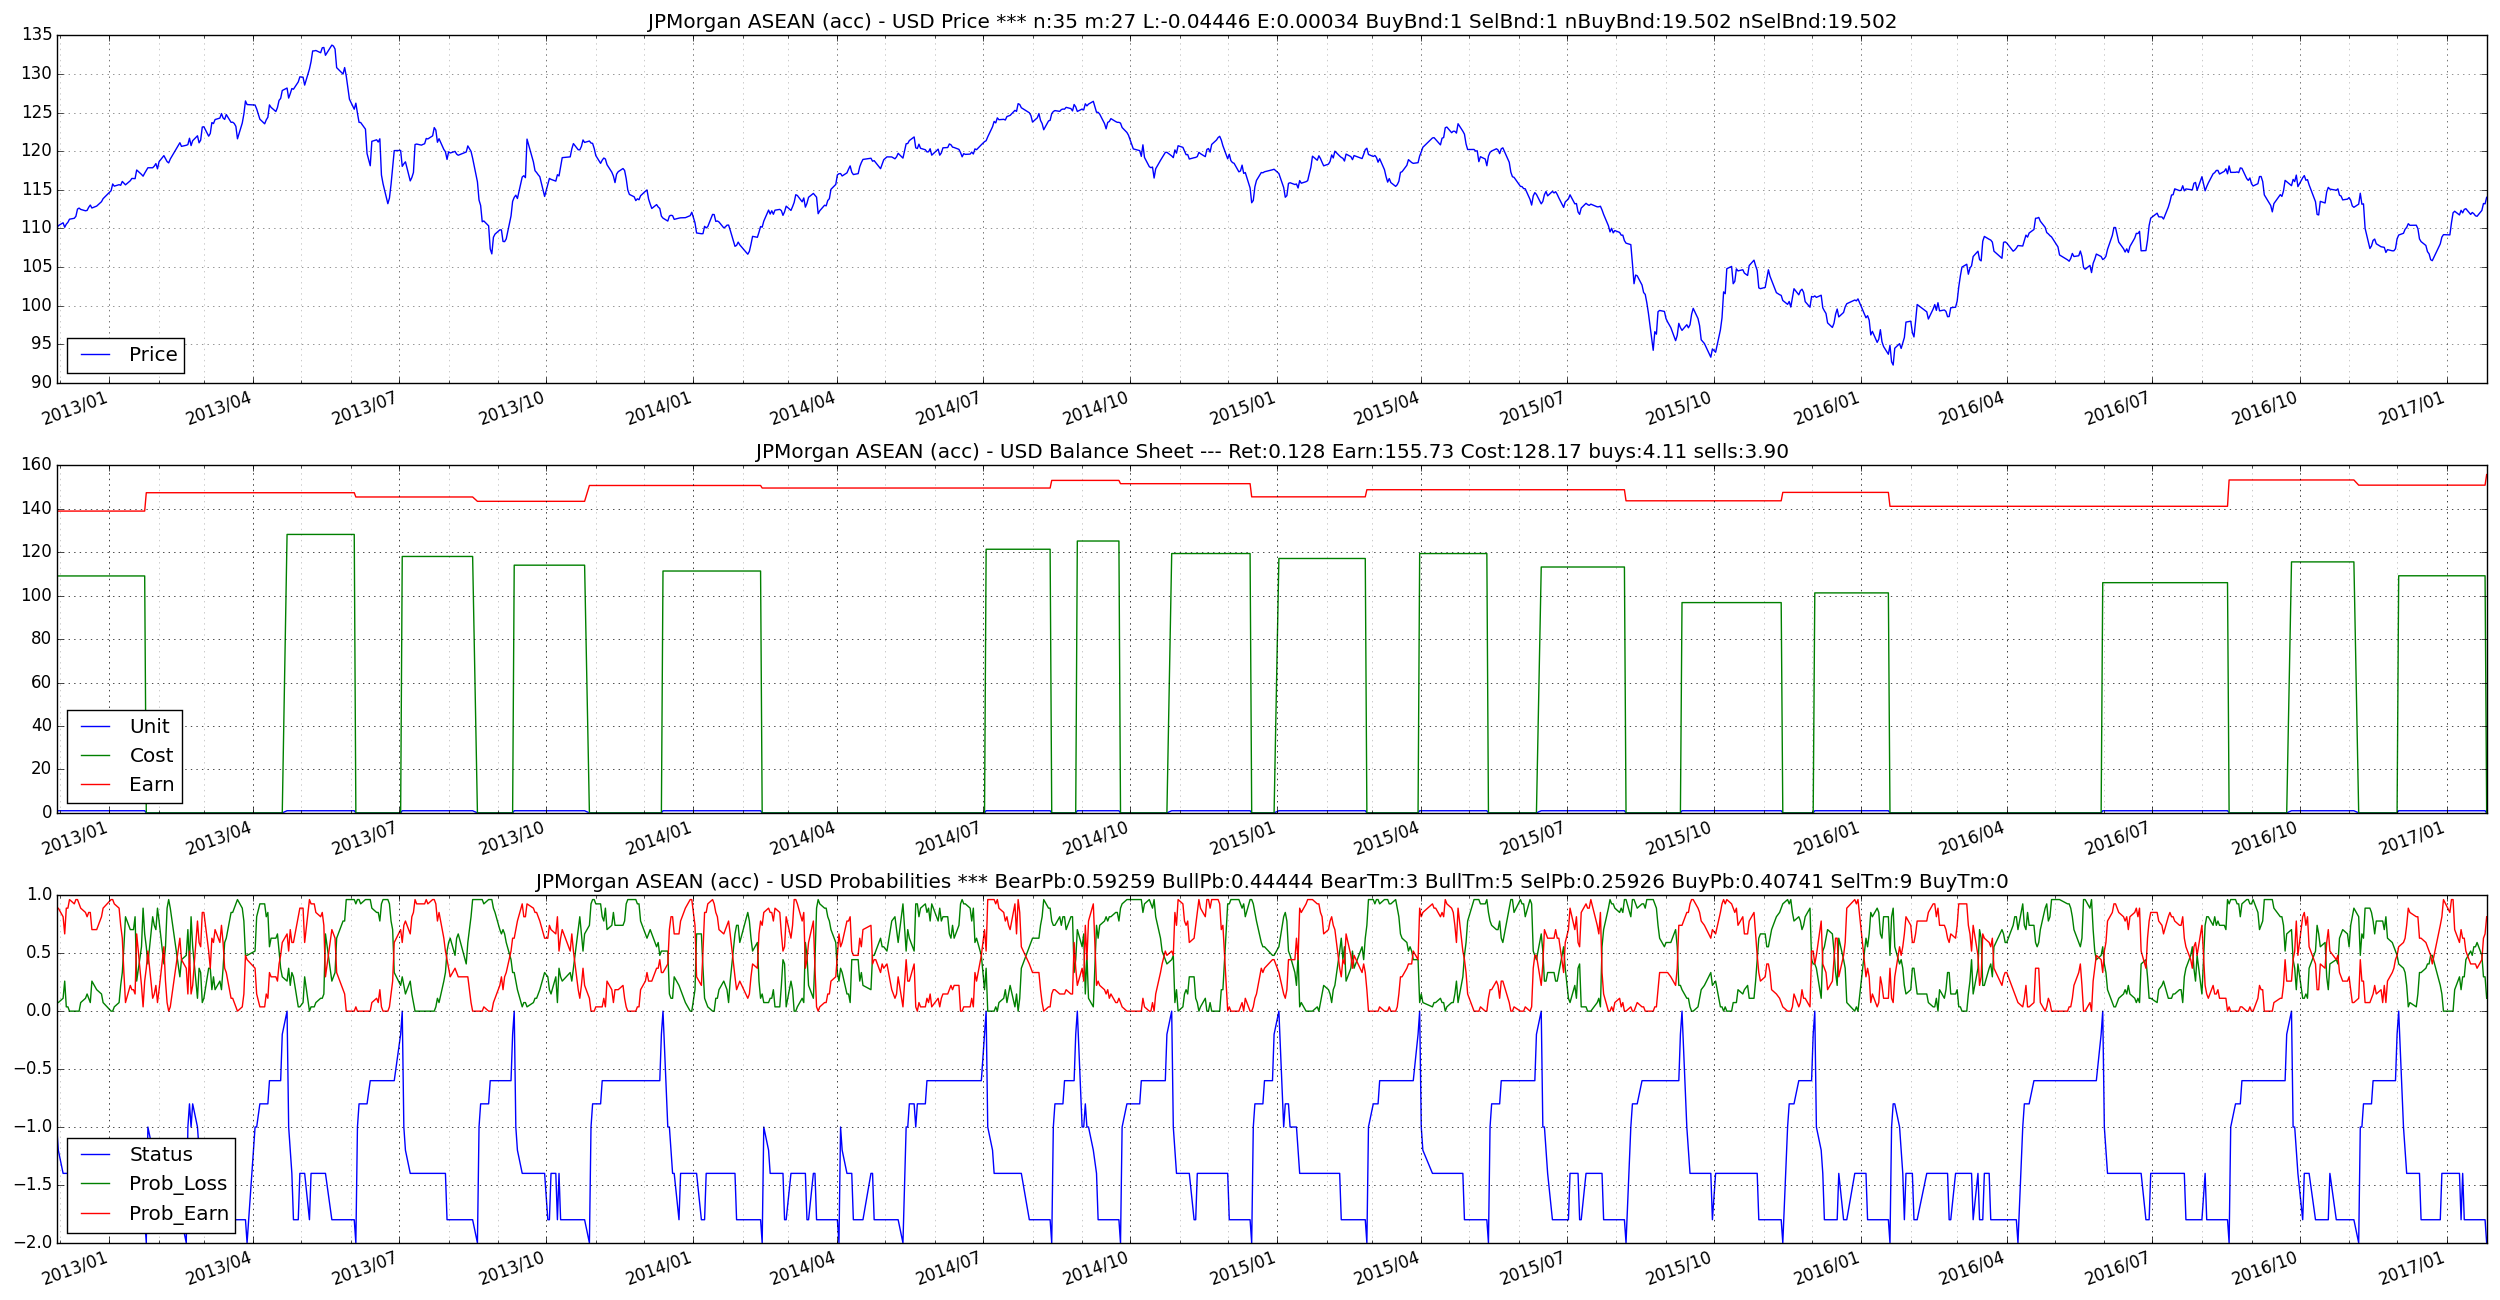 JPMorgan ASEAN (acc) - USD Price *** n:35 m:27 L:-0.04446 E:0.00034 BuyBnd:1 SelBnd:1 nBuyBnd:19.502 nSelBnd:19.502
135
130
125
120
115
110
105
100
95
90
Price
2013/01 2013/04 2013/07 2013/10 2014/01 2014/04 2014/07 2014/10 2015/01 2015/04 2015/07 2015/10 2016/01 2016/04 2016/07 2016/10 2017/01
JPMorgan ASEAN (acc) - USD Balance Sheet --- Ret:0.128 Earn:155.73 Cost:128.17 buys:4.11 sells:3.90
160
140
120
100
80
60
40
20
0
Unit
Cost
Earn
2013/01 2013/04 2013/07 2013/10 2014/01 2014/04 2014/07 2014/10 2015/01 2015/04 2015/07 2015/10 2016/01 2016/04 2016/07 2016/10 2017/01
JPMorgan ASEAN (acc) - USD Probabilities *** BearPb:0.59259 BullPb:0.44444 BearTm:3 BullTm:5 SelPb:0.25926 BuyPb:0.40741 SelTm:9 BuyTm:0
1.0
0.5
0.0
−0.5
−1.0
−1.5
−2.0
Status
Prob_Loss
Prob_Earn
2013/01 2013/04 2013/07 2013/10 2014/01 2014/04 2014/07 2014/10 2015/01 2015/04 2015/07 2015/10 2016/01 2016/04 2016/07 2016/10 2017/01